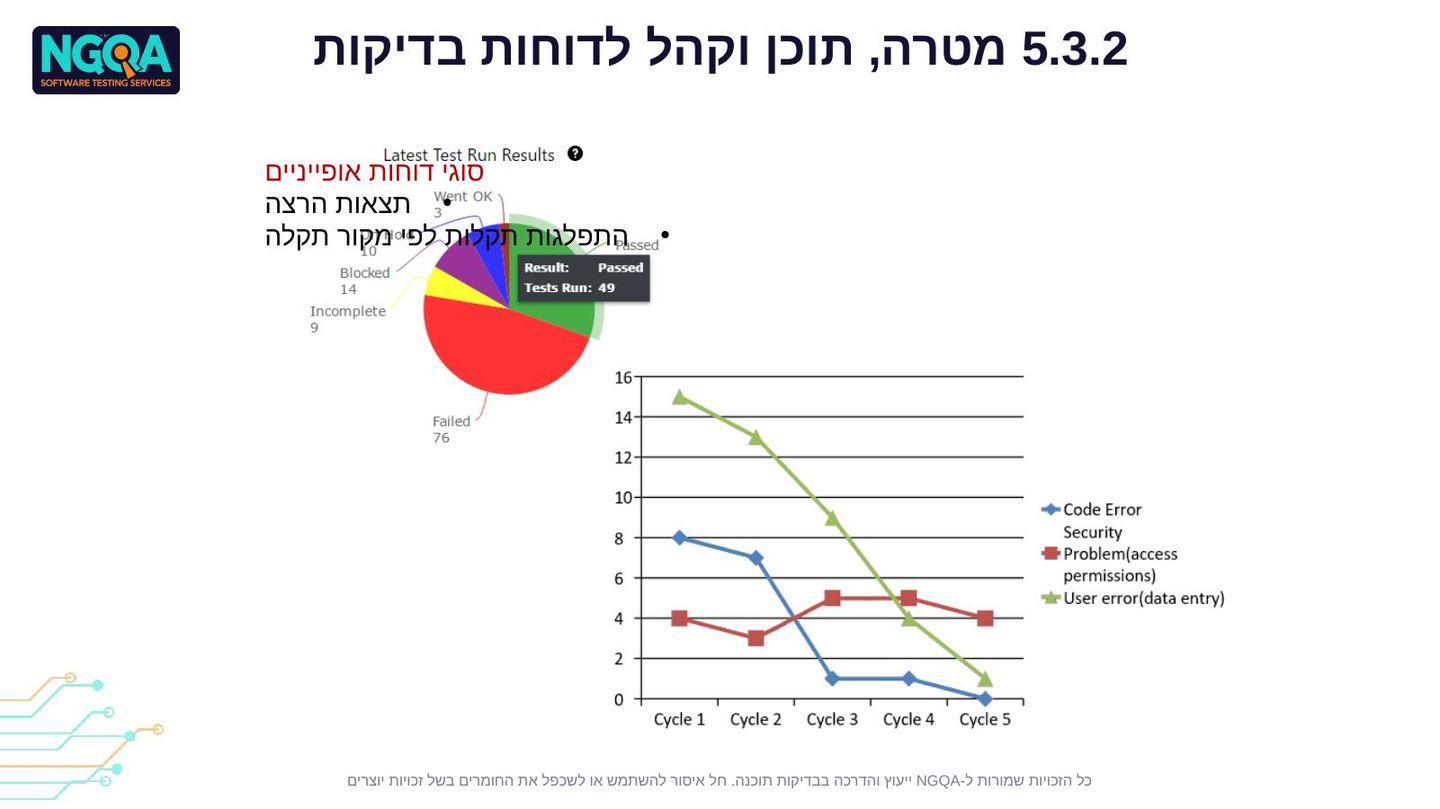 NGQA
SOFTWARE TESTING SERVICES
5.3.2 מטרה, תוכן וקהל לדוחות בדיקות
Latest Test Run Results ?
סוגי דוחות אופייניים
• תצאות הרצה
• התפלגות תקלות לפי מקור תקלה
Went OK
3
Hold
10
Passed
Blocked
14
Result: Passed
Tests Run: 49
Incomplete
9
Failed
76
16
14
12
10
8
6
4
2
0
Cycle 1 Cycle 2 Cycle 3 Cycle 4 Cycle 5
Code Error
Security
Problem(access
permissions)
User error(data entry)
כל הזכויות שמורות ל-NGQA ייעוץ והדרכה בבדיקות תוכנה. חל איסור להשתמש או לשכפל את החומרים בשל זכויות יוצרים